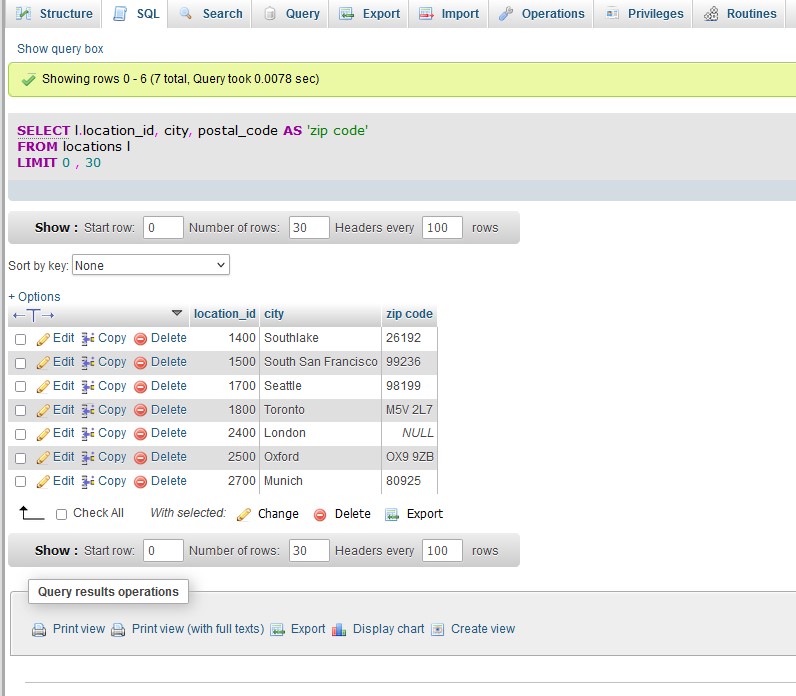 Structure SQL Search Query Export Import Operations Privileges Routines
Show query box
Showing rows 0 - 6 (7 total, Query took 0.0078 sec)
SELECT l.location_id, city, postal_code AS 'zip code'
FROM locations l
LIMIT 0 , 30
Show : Start row: 0 Number of rows: 30 Headers every 100 rows
Sort by key: None
+ Options
←T→ location_id city zip code
Edit Copy Delete 1400 Southlake 26192
Edit Copy Delete 1500 South San Francisco 99236
Edit Copy Delete 1700 Seattle 98199
Edit Copy Delete 1800 Toronto M5V 2L7
Edit Copy Delete 2400 London NULL
Edit Copy Delete 2500 Oxford OX9 9ZB
Edit Copy Delete 2700 Munich 80925
Check All With selected: Change Delete Export
Show : Start row: 0 Number of rows: 30 Headers every 100 rows
Query results operations
Print view Print view (with full texts) Export Display chart Create view